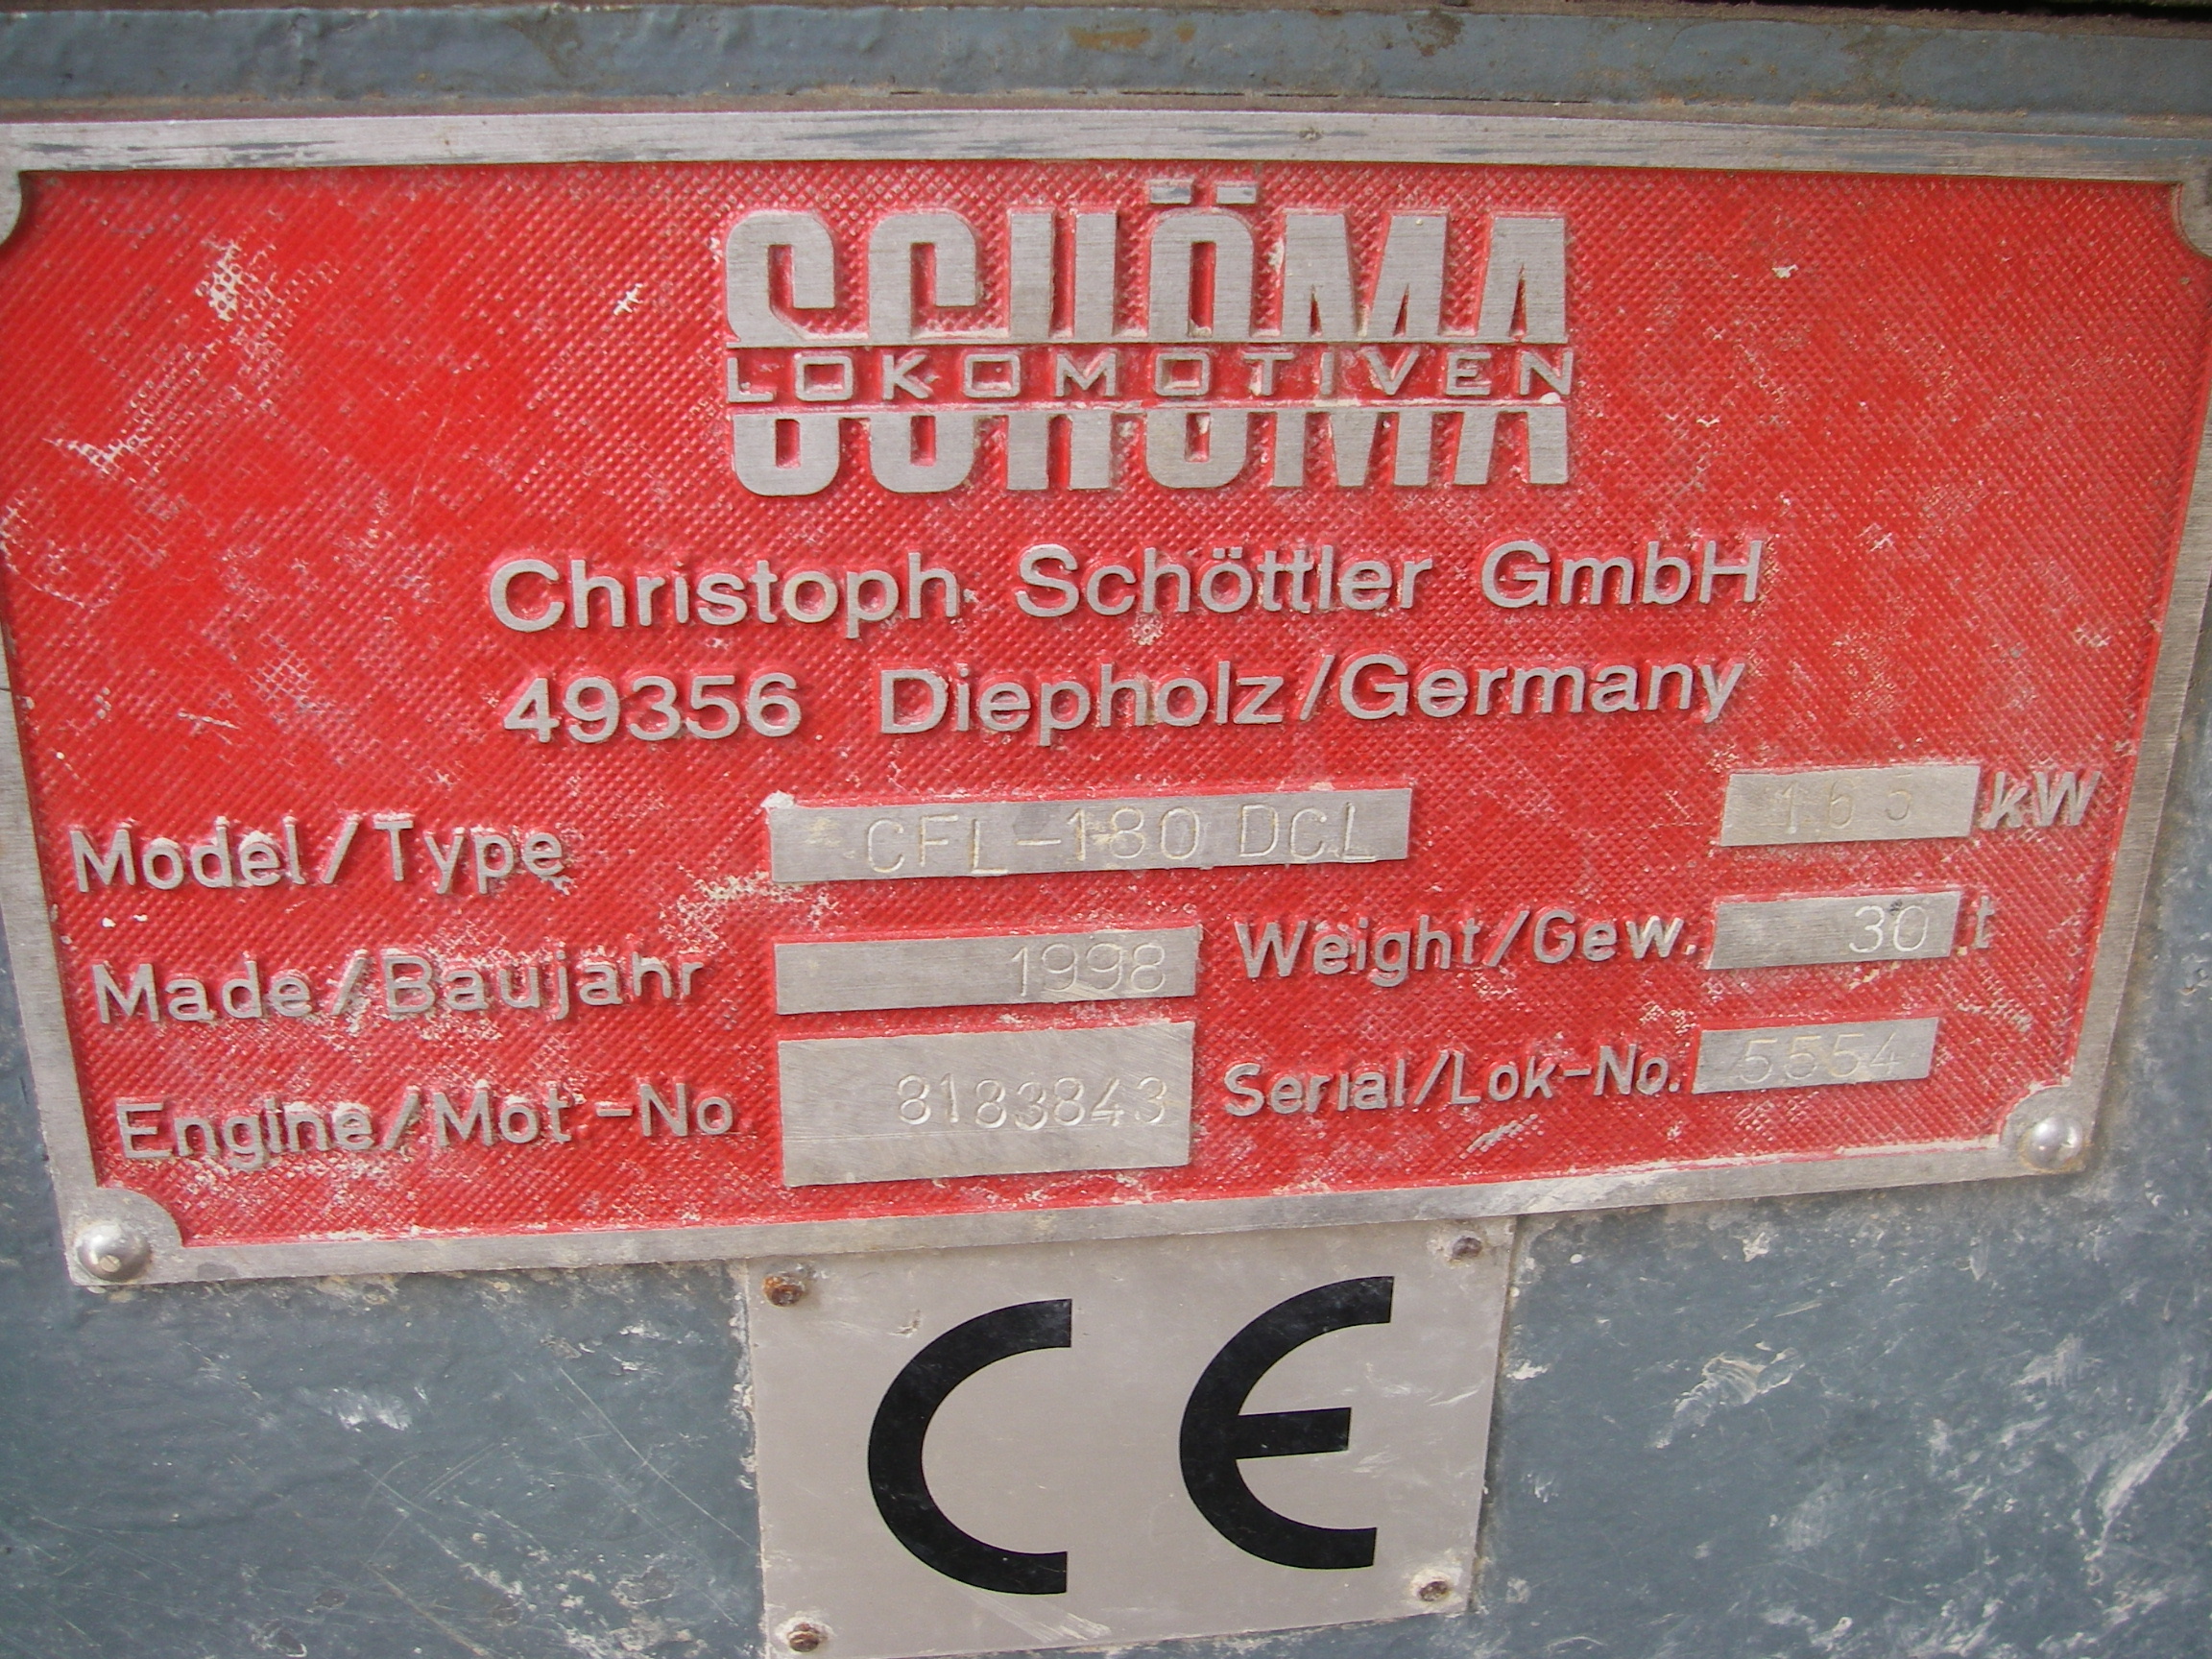 SCHÖMA
LOKOMOTIVEN
Christoph Schöttler GmbH
49356 Diepholz/Germany
Model/Type CFL-180 DCL 165 kW
Made/Baujahr 1998 Weight/Gew. 30 t
Engine/Mot-No. 8183843 Serial/Lok-No. 5554
CE